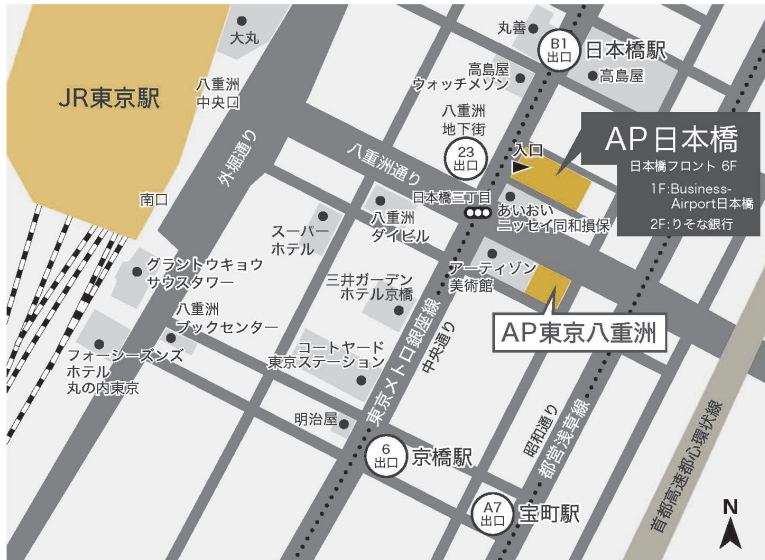 大丸
丸善
B1
出口
日本橋駅
JR東京駅
八重洲
中央口
高島屋
ウォッチメゾン
高島屋
八重洲
地下街
23
出口
外堀通り
八重洲通り
入口
AP日本橋
日本橋フロント 6F
1F:Business-
Airport日本橋
2F:りそな銀行
南口
日本橋三丁目
スーパー
ホテル
八重洲
ダイビル
あいおい
ニッセイ同和損保
グラントウキョウ
サウスタワー
アーティゾン
美術館
三井ガーデン
ホテル京橋
八重洲
ブックセンター
AP東京八重洲
フォーシーズンズ
ホテル
丸の内東京
コートヤード
東京ステーション
東京メトロ銀座線
中央通り
明治屋
昭和通り
都営浅草線
首都高速都心環状線
6
出口
京橋駅
A7
出口
宝町駅
N